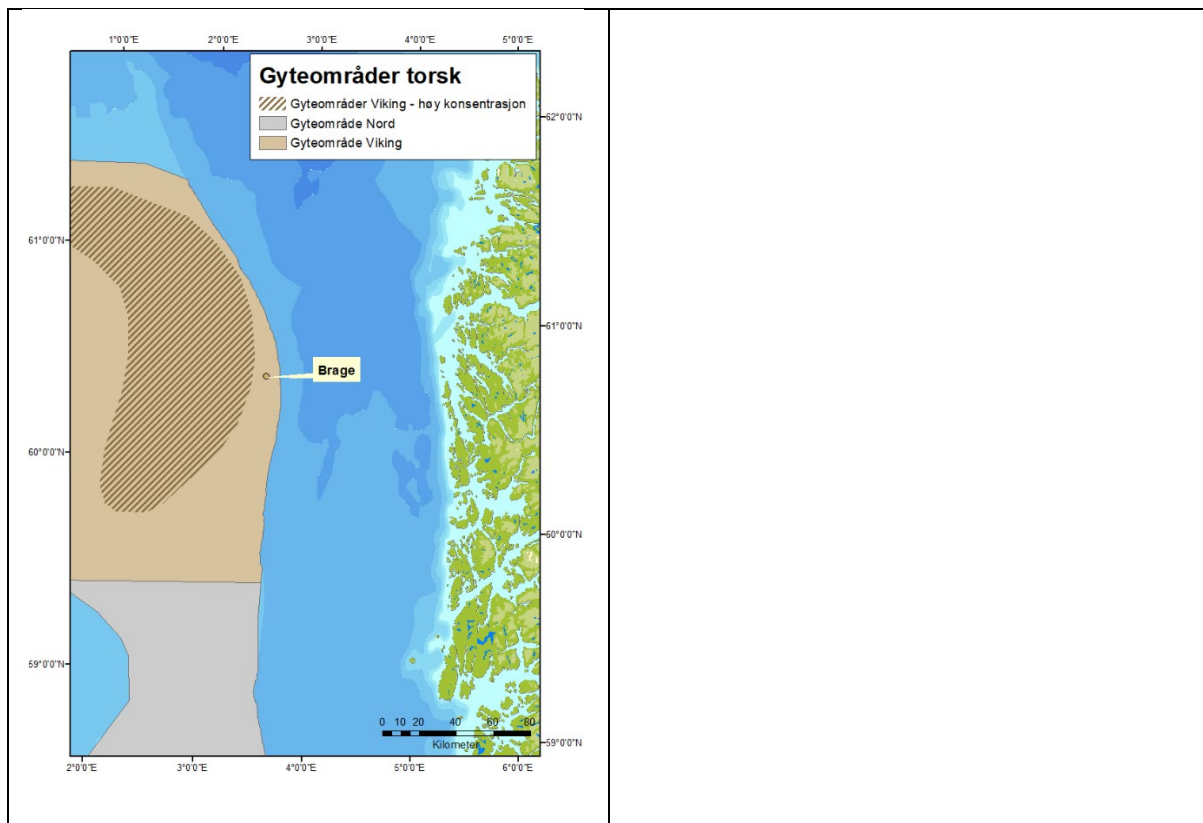 1°0'0"E 2°0'0"E 3°0'0"E 4°0'0"E 5°0'0"E
Gyteområder torsk
Gyteområder Viking - høy konsentrasjon
Gyteområde Nord
Gyteområde Viking
62°0'0"N
61°0'0"N
61°0'0"N
Brage
60°0'0"N
60°0'0"N
59°0'0"N
0 10 20 40 60 80
Kilometer
59°0'0"N
2°0'0"E 3°0'0"E 4°0'0"E 5°0'0"E 6°0'0"E